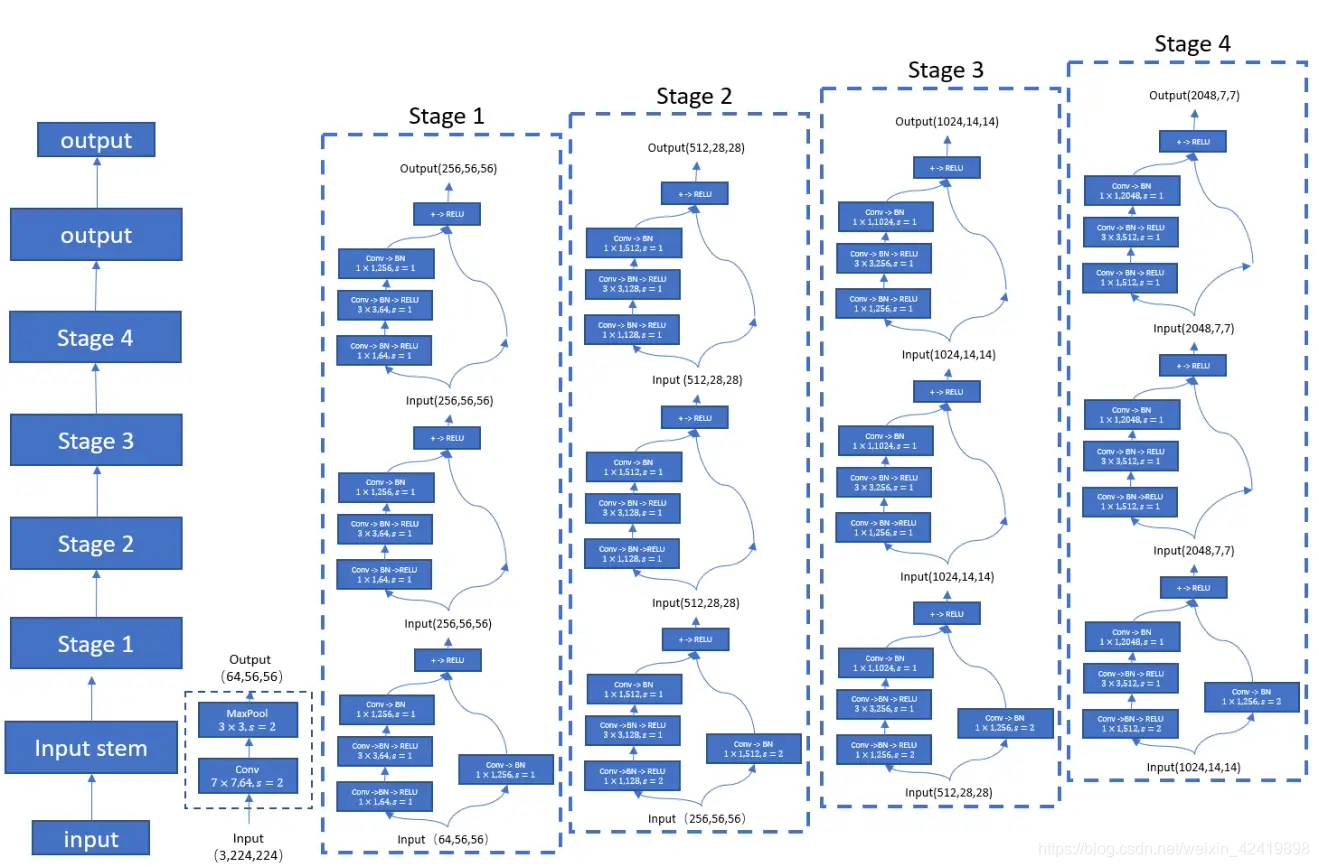 output
output
Stage 4
Stage 3
Stage 2
Stage 1
Input stem
input
Output
(64,56,56)
MaxPool
3 × 3, s = 2
Conv
7 × 7,64, s = 2
Input
(3,224,224)
Stage 1
Output(256,56,56)
+ -> RELU
Conv -> BN
1 × 1,256, s = 1
Conv -> BN -> RELU
3 × 3,64, s = 1
Conv -> BN -> RELU
1 × 1,64, s = 1
Input(256,56,56)
+ -> RELU
Conv -> BN
1 × 1,256, s = 1
Conv -> BN -> RELU
3 × 3,64, s = 1
Conv -> BN ->RELU
1 × 1,64, s = 1
Input(256,56,56)
+ -> RELU
Conv -> BN
1 × 1,256, s = 1
Conv ->BN -> RELU
3 × 3,64, s = 1
Conv ->BN -> RELU
1 × 1,64, s = 1
Conv -> BN
1 × 1,256, s = 1
Input （64,56,56)
Stage 2
Output(512,28,28)
+ -> RELU
Conv -> BN
1 × 1,512, s = 1
Conv -> BN -> RELU
3 × 3,128, s = 1
Conv -> BN -> RELU
1 × 1,128, s = 1
Input (512,28,28)
+ -> RELU
Conv -> BN
1 × 1,512, s = 1
Conv -> BN -> RELU
3 × 3,128, s = 1
Conv -> BN ->RELU
1 × 1,128, s = 1
Input(512,28,28)
+ -> RELU
Conv -> BN
1 × 1,512, s = 1
Conv ->BN -> RELU
3 × 3,128, s = 1
Conv ->BN -> RELU
1 × 1,128, s = 2
Conv -> BN
1 × 1,512, s = 2
Input （256,56,56）
Stage 3
Output(1024,14,14)
+ -> RELU
Conv -> BN
1 × 1,1024, s = 1
Conv -> BN -> RELU
3 × 3,256, s = 1
Conv -> BN -> RELU
1 × 1,256, s = 1
Input(1024,14,14)
+ -> RELU
Conv -> BN
1 × 1,1024, s = 1
Conv -> BN -> RELU
3 × 3,256, s = 1
Conv -> BN ->RELU
1 × 1,256, s = 1
Input(1024,14,14)
+ -> RELU
Conv -> BN
1 × 1,1024, s = 1
Conv ->BN -> RELU
3 × 3,256, s = 1
Conv ->BN -> RELU
1 × 1,256, s = 2
Conv -> BN
1 × 1,256, s = 2
Input(512,28,28)
Stage 4
Output(2048,7,7)
+ -> RELU
Conv -> BN
1 × 1,2048, s = 1
Conv -> BN -> RELU
3 × 3,512, s = 1
Conv -> BN -> RELU
1 × 1,512, s = 1
Input(2048,7,7)
+ -> RELU
Conv -> BN
1 × 1,2048, s = 1
Conv -> BN -> RELU
3 × 3,512, s = 1
Conv -> BN ->RELU
1 × 1,512, s = 1
Input(2048,7,7)
+ -> RELU
Conv -> BN
1 × 1,2048, s = 1
Conv ->BN -> RELU
3 × 3,512, s = 1
Conv ->BN -> RELU
1 × 1,512, s = 2
Conv -> BN
1 × 1,256, s = 2
Input(1024,14,14)
https://blog.csdn.net/weixin_42419898